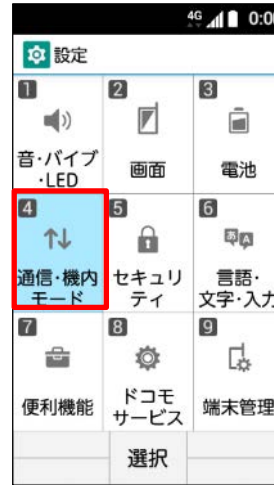 4G 0:0
設定
1 2 3
音・バイブ・LED
画面
電池
4 5 6
通信・機内モード
セキュリティ
言語・文字・入力
7 8 9
便利機能
ドコモサービス
端末管理
選択